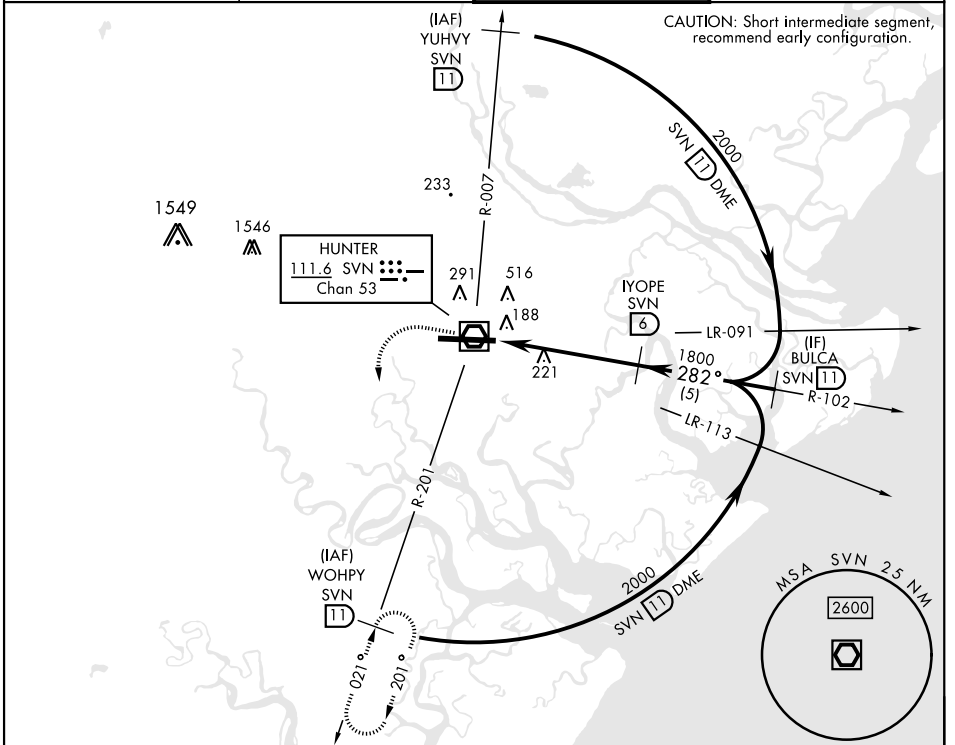 (IAF)
YUHVY
SVN
11
CAUTION: Short intermediate segment,
recommend early configuration.
2000
SVN 11 DME
R-007
233
1549
1546
HUNTER
111.6 SVN
Chan 53
291
516
188
221
IYOPE
SVN
6
LR-091
(IF)
BULCA
SVN 11
R-102
1800
282°
(5)
LR-113
R-201
(IAF)
WOHPY
SVN
11
2000
SVN 11 DME
021°
201°
MSA SVN 25 NM
2600